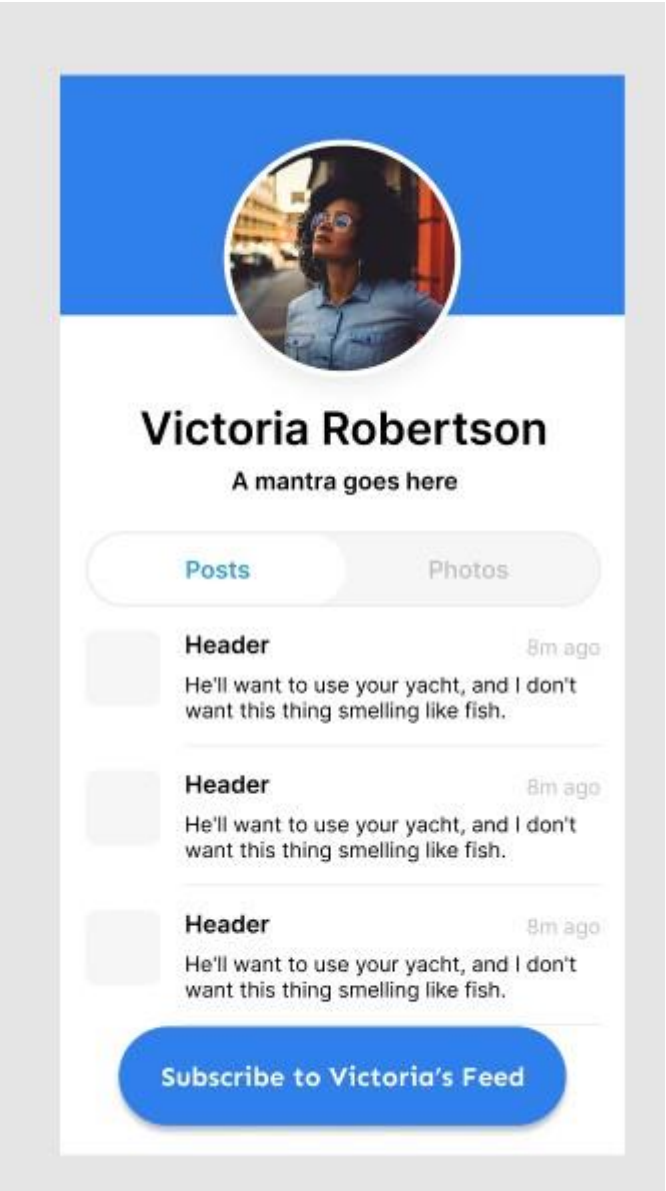 Victoria Robertson
A mantra goes here
Posts
Photos
Header
8m ago
He'll want to use your yacht, and I don't
want this thing smelling like fish.
Header
8m ago
He'll want to use your yacht, and I don't
want this thing smelling like fish.
Header
8m ago
He'll want to use your yacht, and I don't
want this thing smelling like fish.
Subscribe to Victoria’s Feed